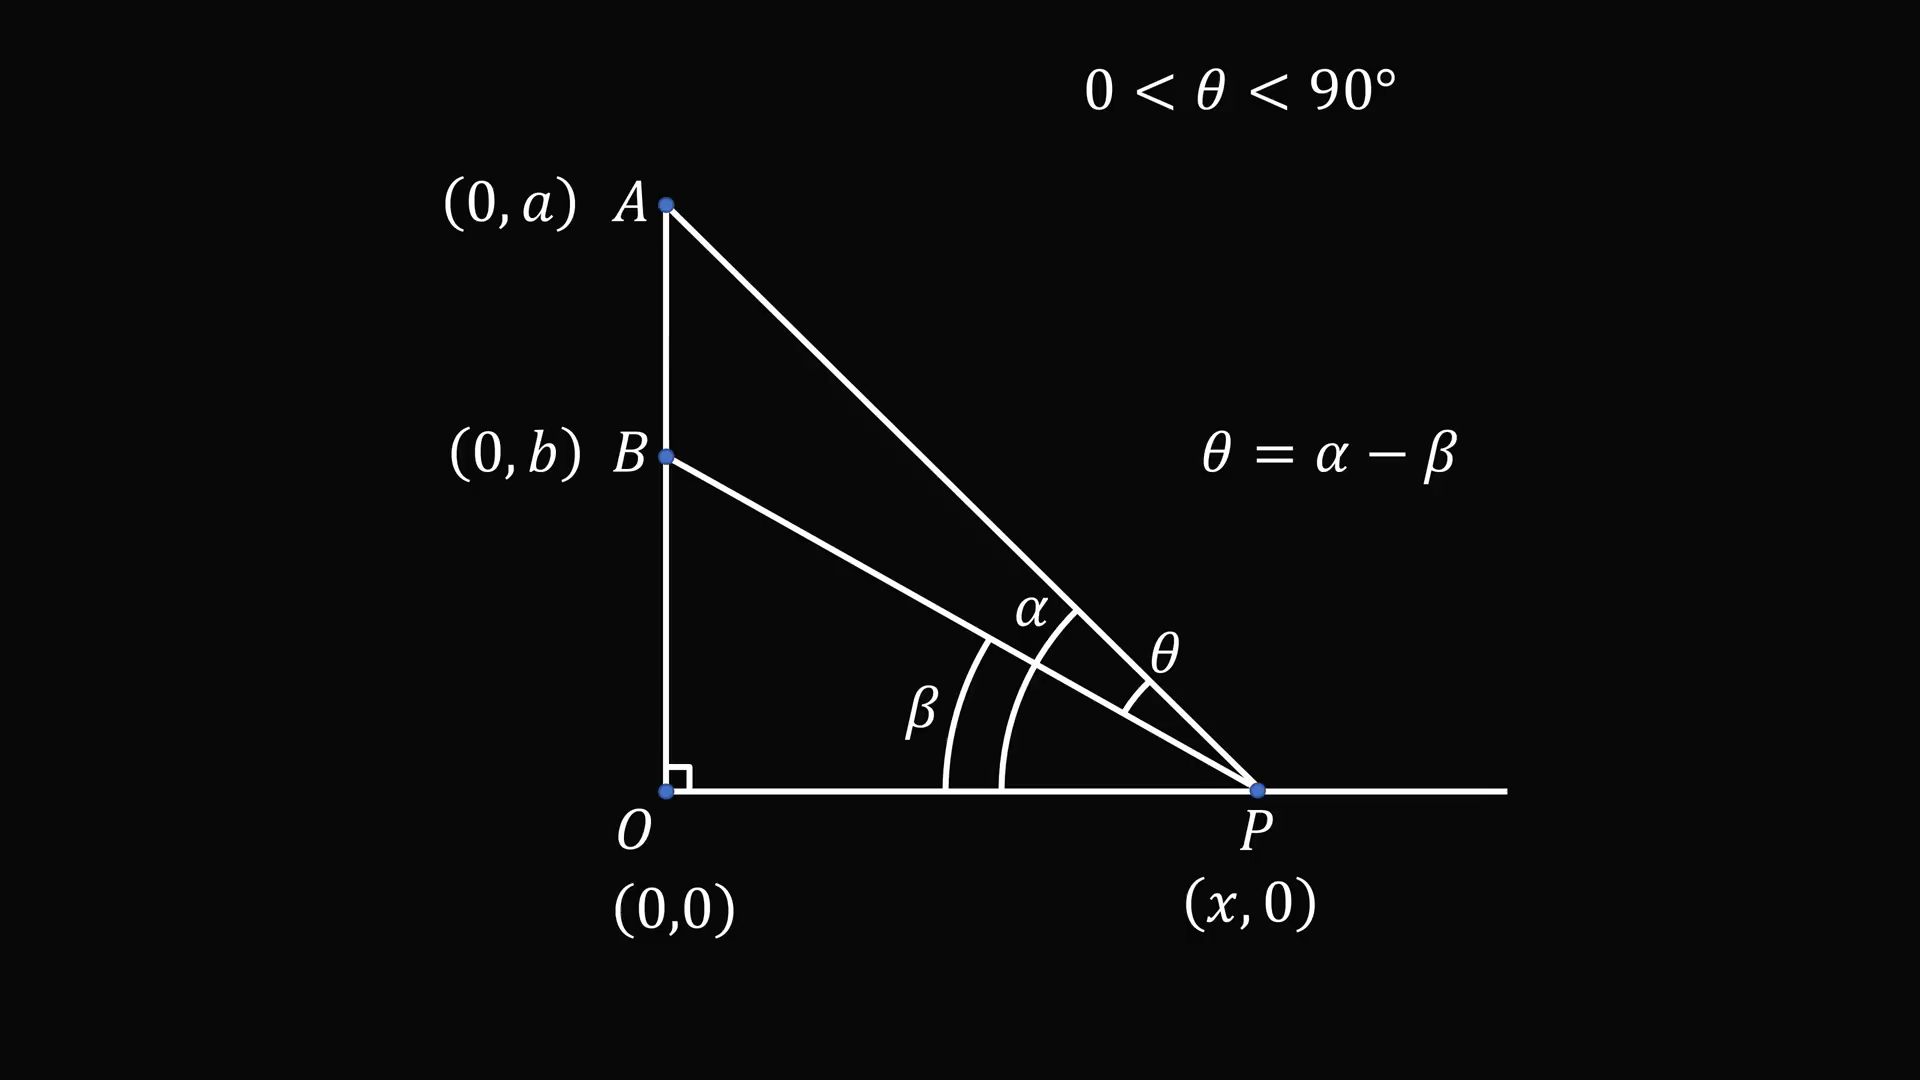 0 < θ < 90°
(0, a) A
(0, b) B
θ = α − β
α
θ
β
O
P
(0,0)
(x, 0)